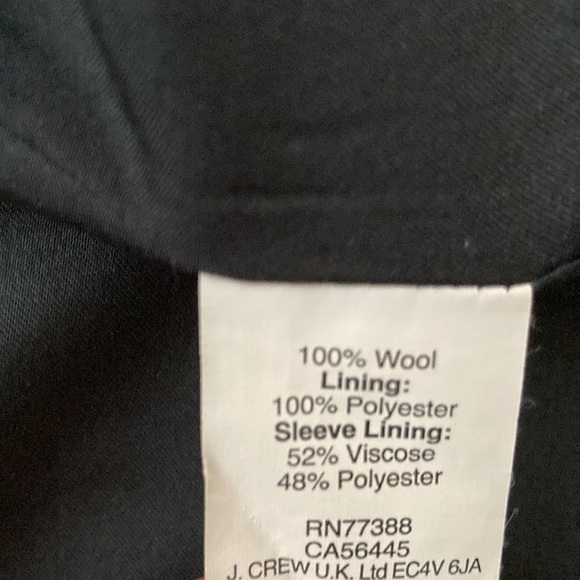 100% Wool
Lining:
100% Polyester
Sleeve Lining:
52% Viscose
48% Polyester
RN77388
CA56445
J. CREW U.K. Ltd EC4V 6JA